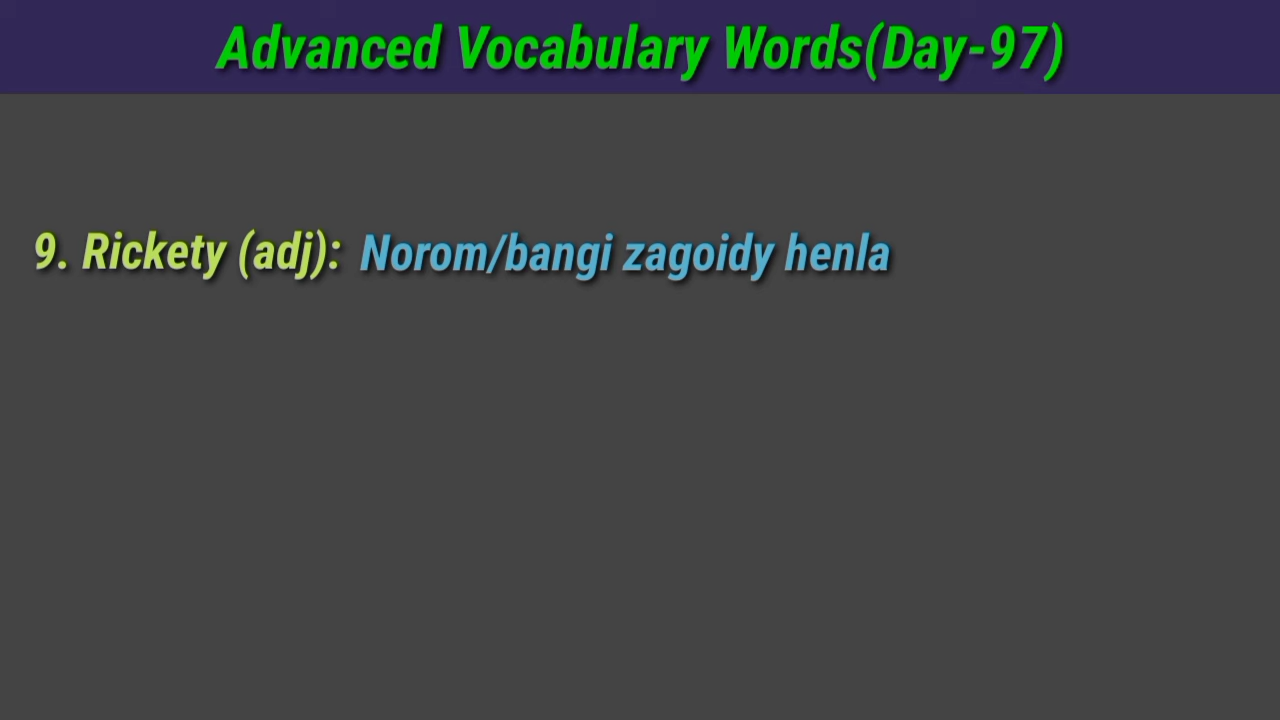 Advanced Vocabulary Words(Day-97)
9. Rickety (adj): Norom/bangi zagoidy henla